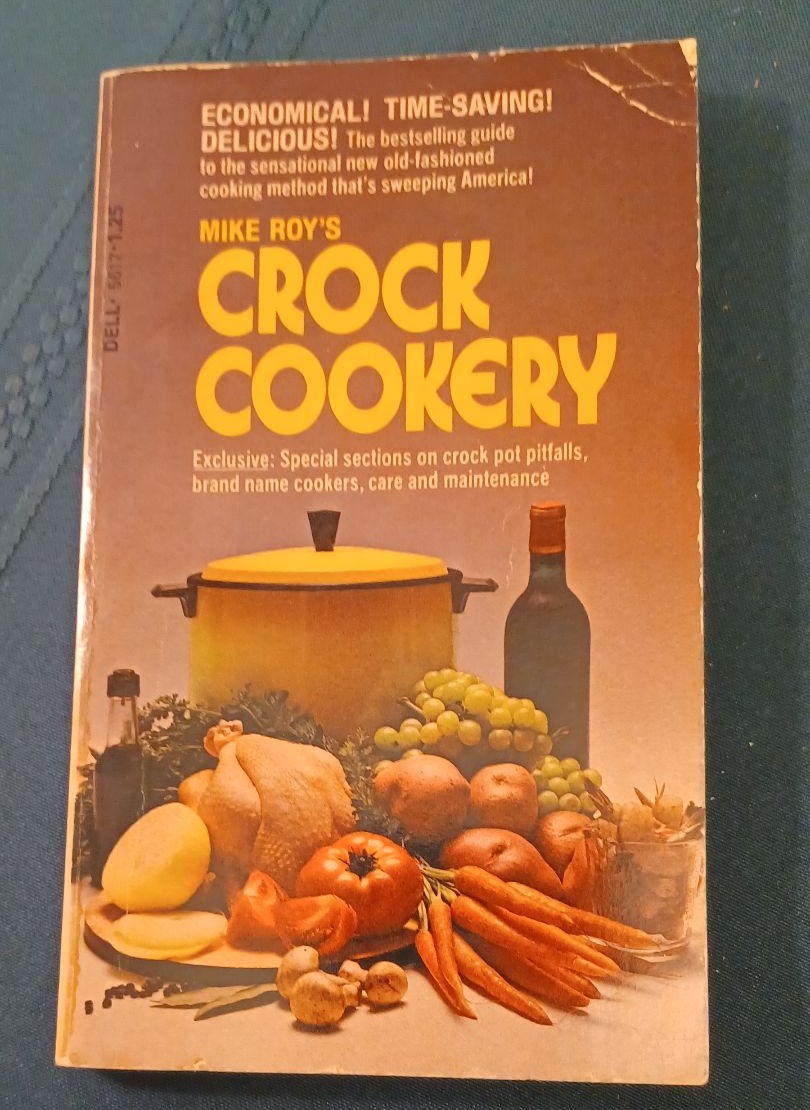 ECONOMICAL! TIME-SAVING!
DELICIOUS! The bestselling guide
to the sensational new old-fashioned
cooking method that's sweeping America!
MIKE ROY'S
CROCK
COOKERY
Exclusive: Special sections on crock pot pitfalls,
brand name cookers, care and maintenance
DELL • 5617 • 1.25